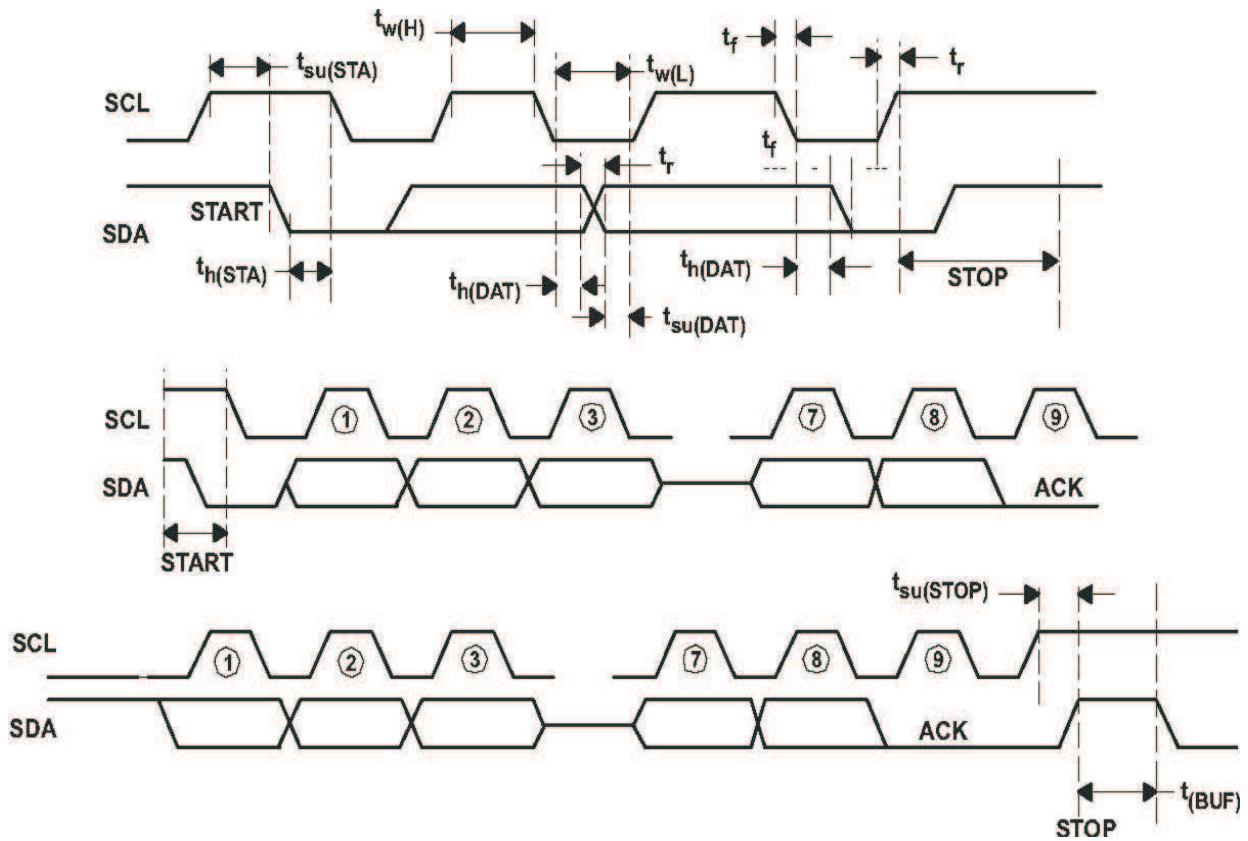 t_w(H)
t_f
t_r
t_su(STA)
t_w(L)
SCL
t_f
t_r
START
SDA
t_h(STA)
t_h(DAT)
t_h(DAT)
STOP
t_su(DAT)
SCL
1 2 3 7 8 9
SDA
ACK
START
t_su(STOP)
SCL
1 2 3 7 8 9
SDA
ACK
t_(BUF)
STOP